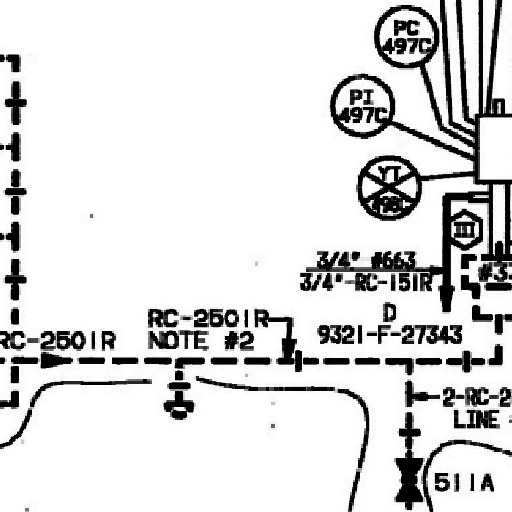 PC
497C
PI
497C
YT
498C
III
3/4" #663
3/4"-RC-151R
D
9321-F-27343
RC-2501R
NOTE #2
RC-2501R
2-RC-2
LINE
511A